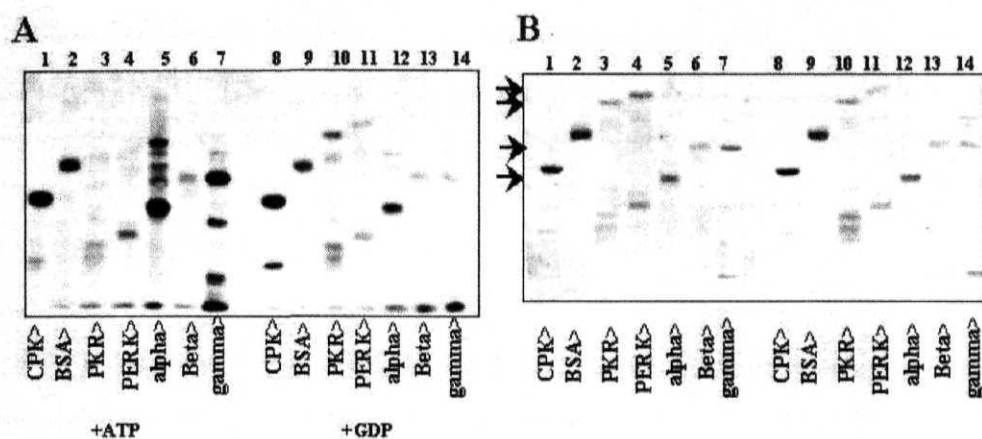 A
B
1 2 3 4 5 6 7 8 9 10 11 12 13 14
1 2 3 4 5 6 7 8 9 10 11 12 13 14
CPK> BSA> PKR> PERK> alpha> Beta> gamma> CPK> BSA> PKR> PERK> alpha> Beta> gamma>
CPK> BSA> PKR> PERK> alpha> Beta> gamma> CPK> BSA> PKR> PERK> alpha> Beta> gamma>
+ATP +GDP